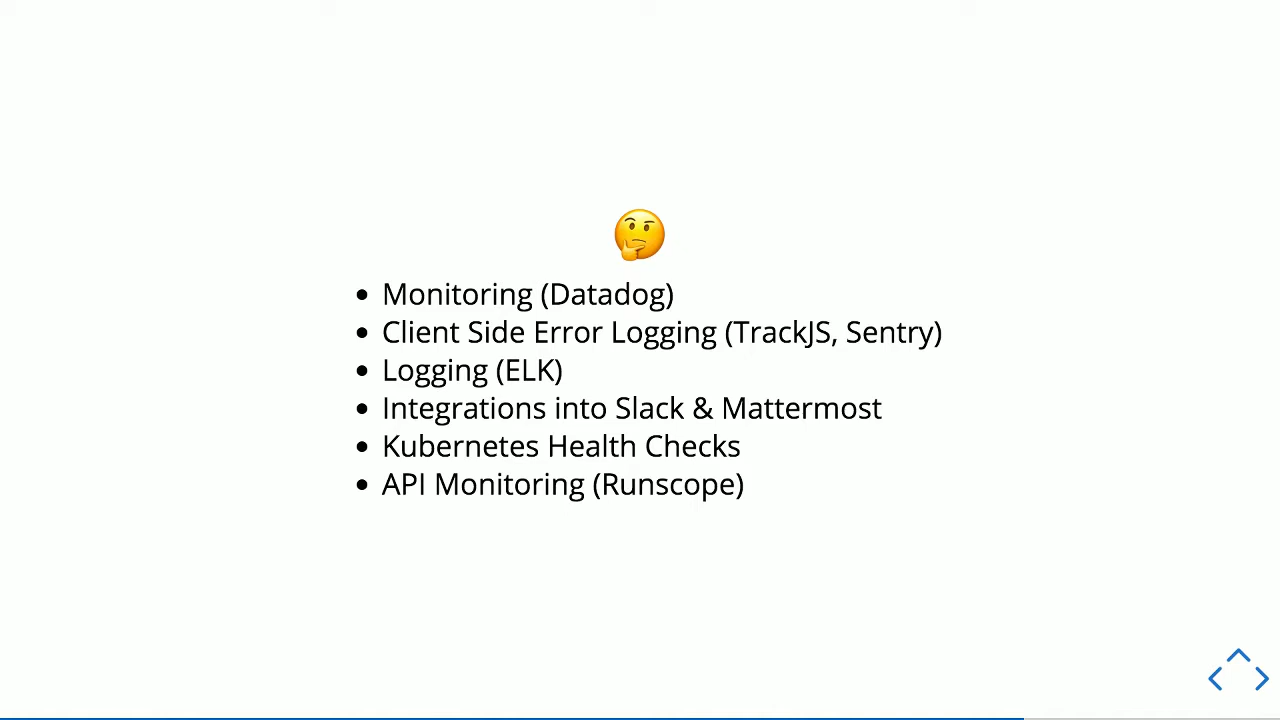 Monitoring (Datadog)
Client Side Error Logging (TrackJS, Sentry)
Logging (ELK)
Integrations into Slack & Mattermost
Kubernetes Health Checks
API Monitoring (Runscope)